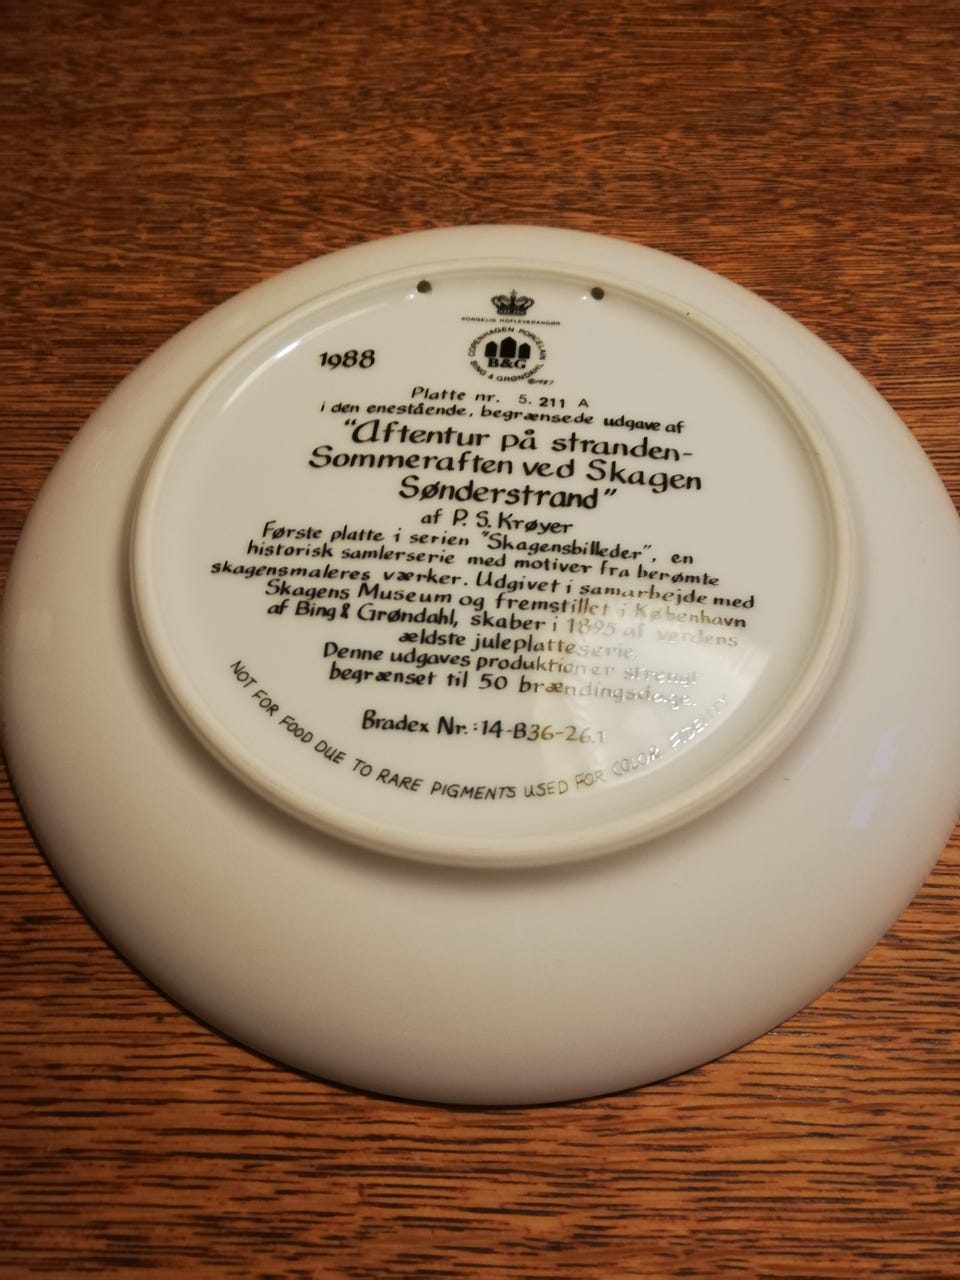 KONGELIG HOFLEVERANDØR
COPENHAGEN PORCELAIN
B&G
BING & GRØNDAHL
©1987
1988
Platte nr. 5. 211 A
i den enestående, begrænsede udgave af
"Aftentur på stranden-
Sommeraften ved Skagen
Sønderstrand"
af P. S. Krøyer
Første platte i serien "Skagensbilleder", en
historisk samlerserie med motiver fra berømte
skagensmaleres værker. Udgivet i samarbejde med
Skagens Museum og fremstillet i København
af Bing & Grøndahl, skaber i 1895 af verdens
ældste juleplatteserie.
Denne udgaves produktion er strengt
begrænset til 50 brændingsdage.
Bradex Nr.:14-B36-26.1
NOT FOR FOOD DUE TO RARE PIGMENTS USED FOR COLOR FIDELITY